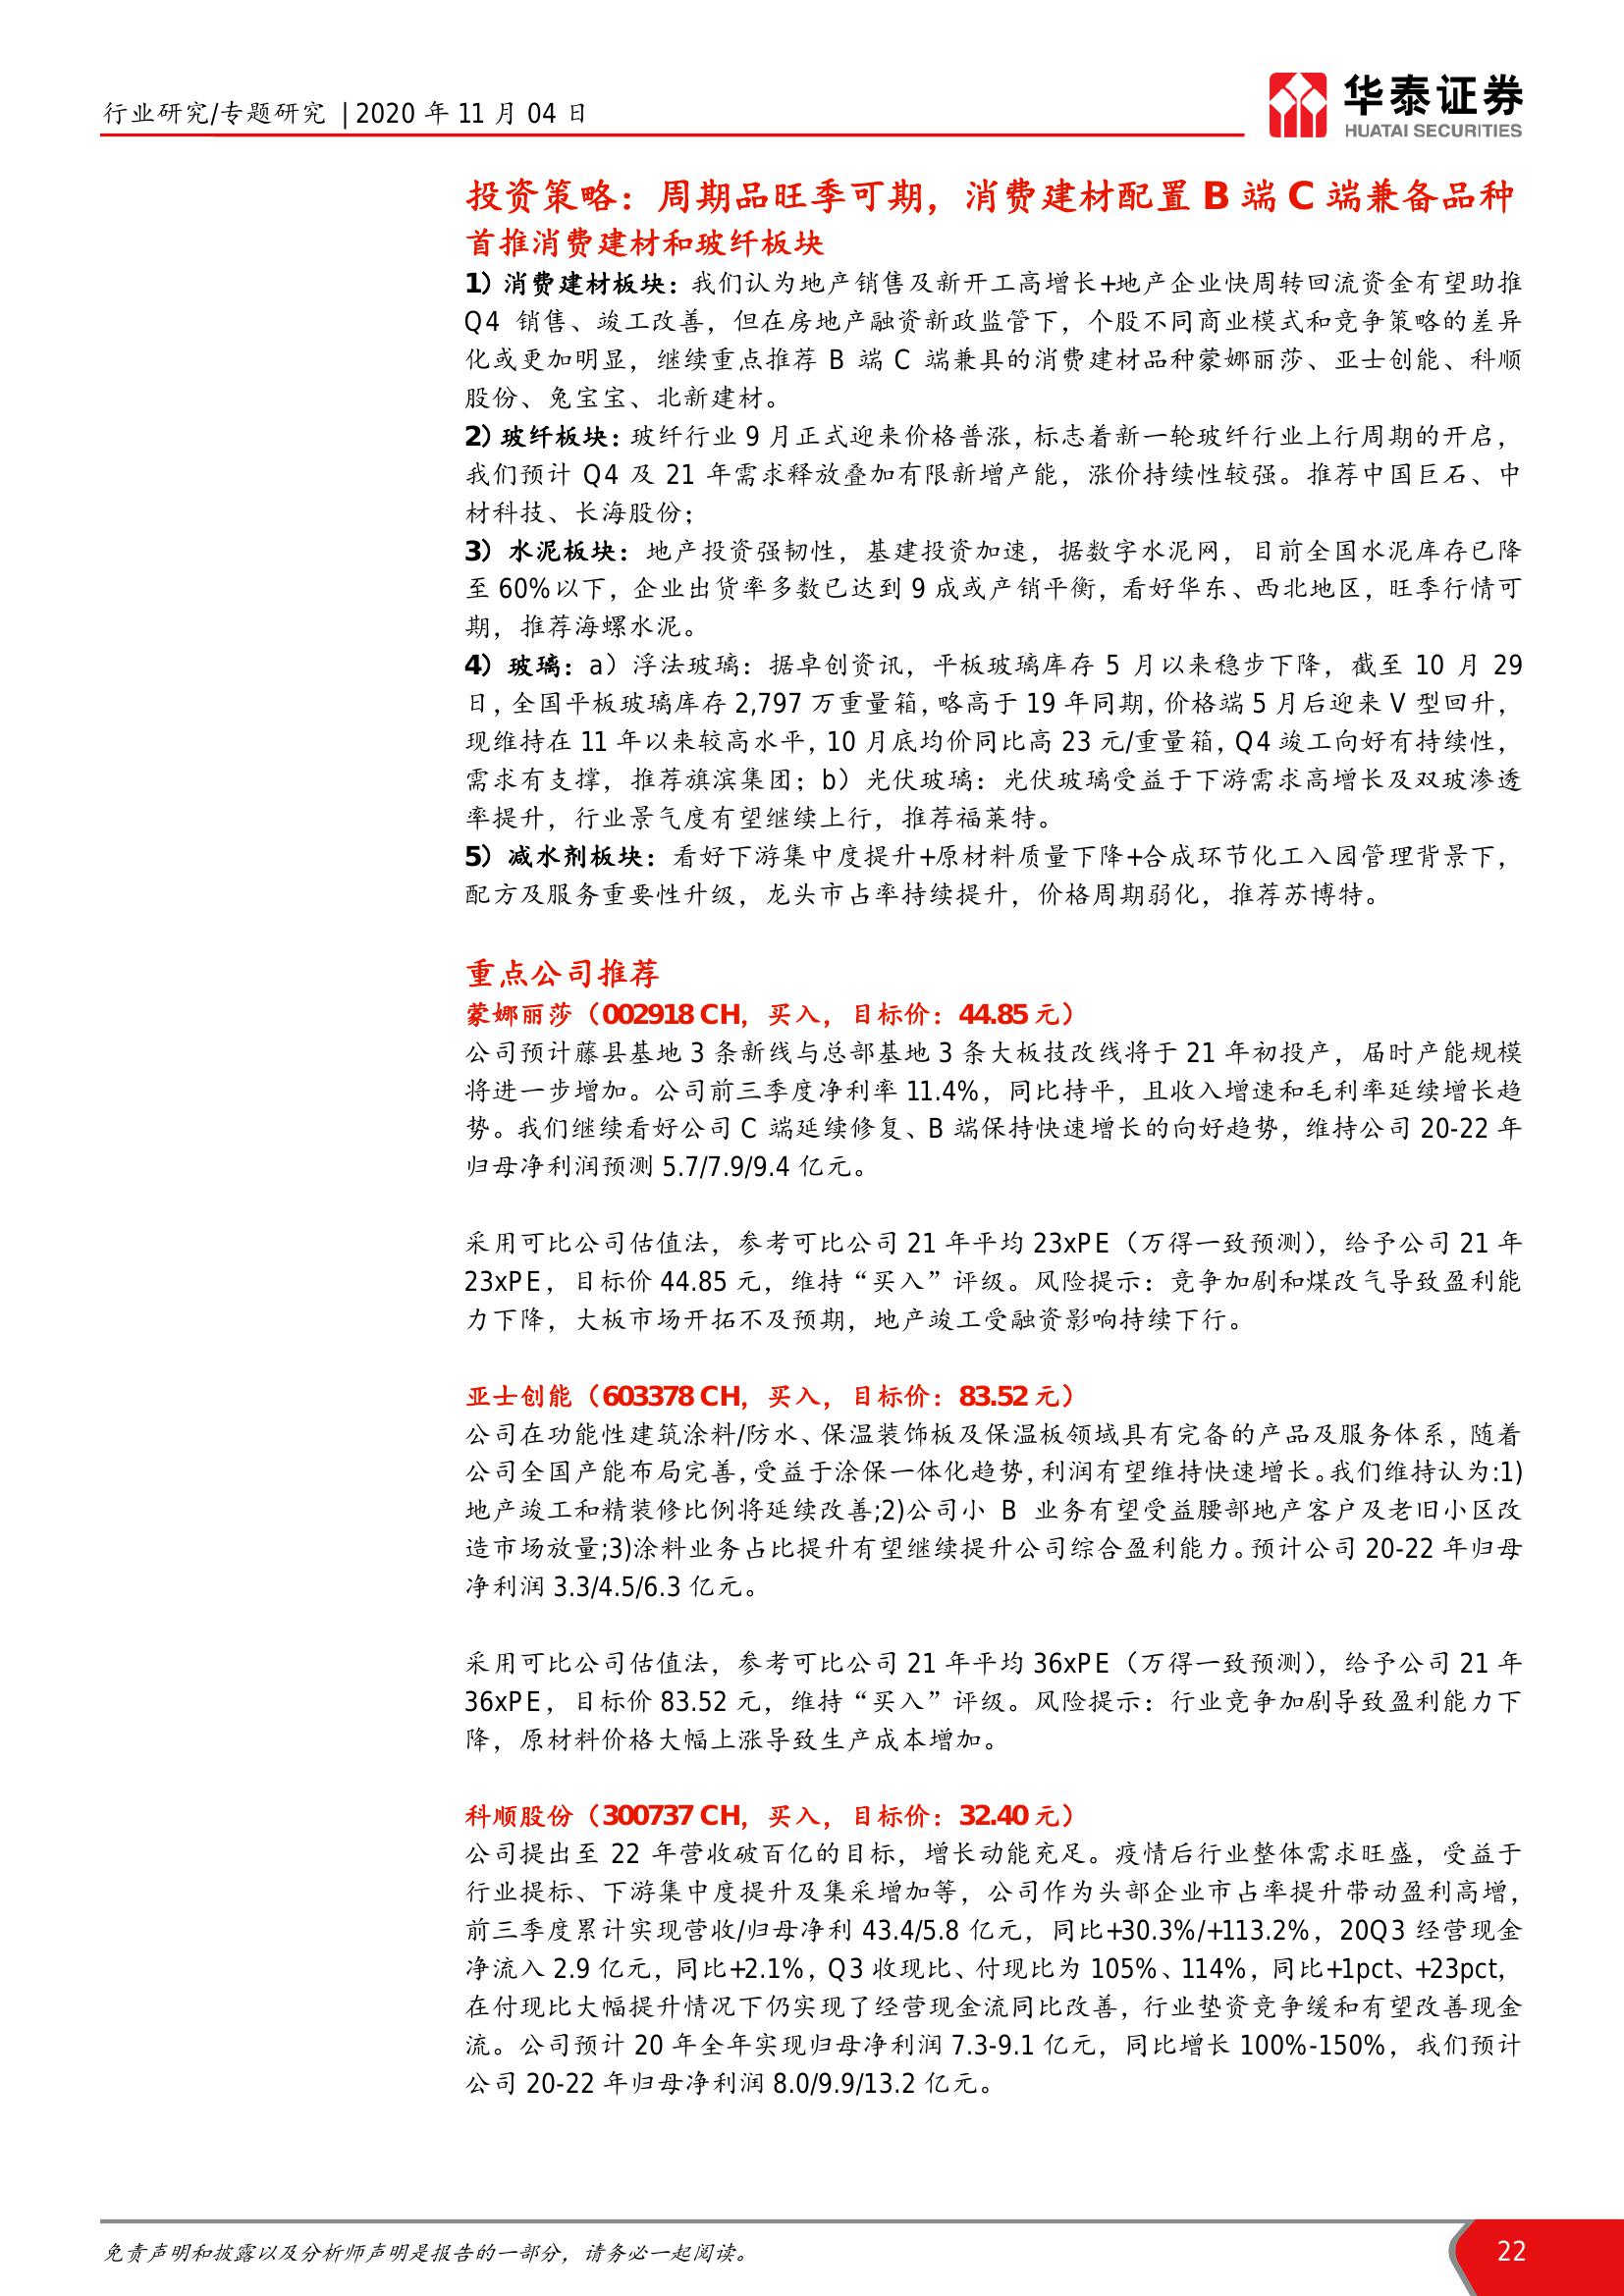 行业研究/专题研究 | 2020 年 11 月 04 日
华泰证券
HUATAI SECURITIES
投资策略：周期品旺季可期，消费建材配置 B 端 C 端兼备品种
首推消费建材和玻纤板块
1）消费建材板块：我们认为地产销售及新开工高增长+地产企业快周转回流资金有望助推
Q4 销售、竣工改善，但在房地产融资新政监管下，个股不同商业模式和竞争策略的差异
化或更加明显，继续重点推荐 B 端 C 端兼具的消费建材品种蒙娜丽莎、亚士创能、科顺
股份、兔宝宝、北新建材。
2）玻纤板块：玻纤行业 9 月正式迎来价格普涨，标志着新一轮玻纤行业上行周期的开启，
我们预计 Q4 及 21 年需求释放叠加有限新增产能，涨价持续性较强。推荐中国巨石、中
材科技、长海股份；
3）水泥板块：地产投资强韧性，基建投资加速，据数字水泥网，目前全国水泥库存已降
至 60%以下，企业出货率多数已达到 9 成或产销平衡，看好华东、西北地区，旺季行情可
期，推荐海螺水泥。
4）玻璃：a）浮法玻璃：据卓创资讯，平板玻璃库存 5 月以来稳步下降，截至 10 月 29
日，全国平板玻璃库存 2,797 万重量箱，略高于 19 年同期，价格端 5 月后迎来 V 型回升，
现维持在 11 年以来较高水平，10 月底均价同比高 23 元/重量箱，Q4 竣工向好有持续性，
需求有支撑，推荐旗滨集团；b）光伏玻璃：光伏玻璃受益于下游需求高增长及双玻渗透
率提升，行业景气度有望继续上行，推荐福莱特。
5）减水剂板块：看好下游集中度提升+原材料质量下降+合成环节化工入园管理背景下，
配方及服务重要性升级，龙头市占率持续提升，价格周期弱化，推荐苏博特。
重点公司推荐
蒙娜丽莎（002918 CH，买入，目标价：44.85 元）
公司预计藤县基地 3 条新线与总部基地 3 条大板技改线将于 21 年初投产，届时产能规模
将进一步增加。公司前三季度净利率 11.4%，同比持平，且收入增速和毛利率延续增长趋
势。我们继续看好公司 C 端延续修复、B 端保持快速增长的向好趋势，维持公司 20-22 年
归母净利润预测 5.7/7.9/9.4 亿元。
采用可比公司估值法，参考可比公司 21 年平均 23xPE（万得一致预测），给予公司 21 年
23xPE，目标价 44.85 元，维持“买入”评级。风险提示：竞争加剧和煤改气导致盈利能
力下降，大板市场开拓不及预期，地产竣工受融资影响持续下行。
亚士创能（603378 CH，买入，目标价：83.52 元）
公司在功能性建筑涂料/防水、保温装饰板及保温板领域具有完备的产品及服务体系，随着
公司全国产能布局完善，受益于涂保一体化趋势，利润有望维持快速增长。我们维持认为:1)
地产竣工和精装修比例将延续改善;2)公司小 B 业务有望受益腰部地产客户及老旧小区改
造市场放量;3)涂料业务占比提升有望继续提升公司综合盈利能力。预计公司 20-22 年归母
净利润 3.3/4.5/6.3 亿元。
采用可比公司估值法，参考可比公司 21 年平均 36xPE（万得一致预测），给予公司 21 年
36xPE，目标价 83.52 元，维持“买入”评级。风险提示：行业竞争加剧导致盈利能力下
降，原材料价格大幅上涨导致生产成本增加。
科顺股份（300737 CH，买入，目标价：32.40 元）
公司提出至 22 年营收破百亿的目标，增长动能充足。疫情后行业整体需求旺盛，受益于
行业提标、下游集中度提升及集采增加等，公司作为头部企业市占率提升带动盈利高增，
前三季度累计实现营收/归母净利 43.4/5.8 亿元，同比+30.3%/+113.2%，20Q3 经营现金
净流入 2.9 亿元，同比+2.1%，Q3 收现比、付现比为 105%、114%，同比+1pct、+23pct，
在付现比大幅提升情况下仍实现了经营现金流同比改善，行业垫资竞争缓和有望改善现金
流。公司预计 20 年全年实现归母净利润 7.3-9.1 亿元，同比增长 100%-150%，我们预计
公司 20-22 年归母净利润 8.0/9.9/13.2 亿元。
免责声明和披露以及分析师声明是报告的一部分，请务必一起阅读。
22